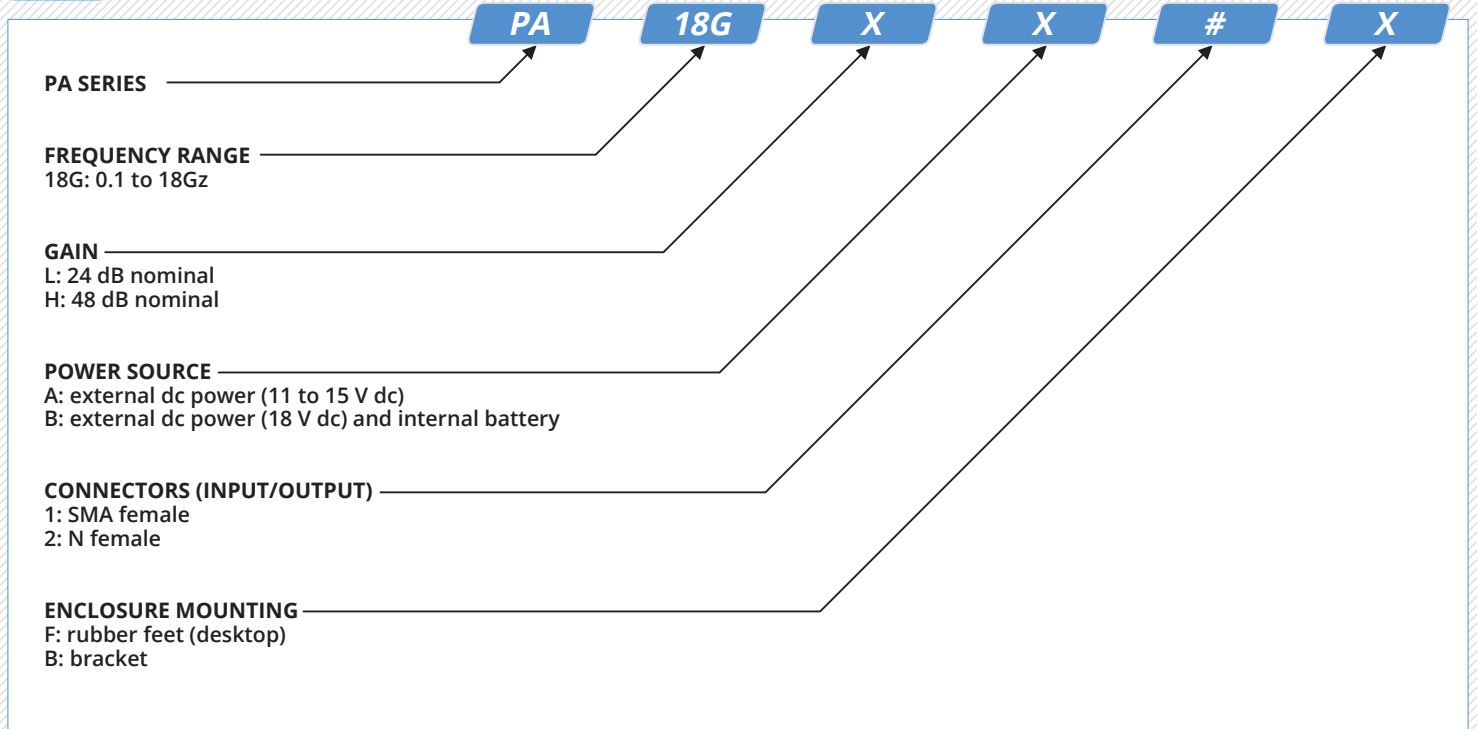 PA 18G X X # X
PA SERIES
FREQUENCY RANGE
18G: 0.1 to 18Gz
GAIN
L: 24 dB nominal
H: 48 dB nominal
POWER SOURCE
A: external dc power (11 to 15 V dc)
B: external dc power (18 V dc) and internal battery
CONNECTORS (INPUT/OUTPUT)
1: SMA female
2: N female
ENCLOSURE MOUNTING
F: rubber feet (desktop)
B: bracket